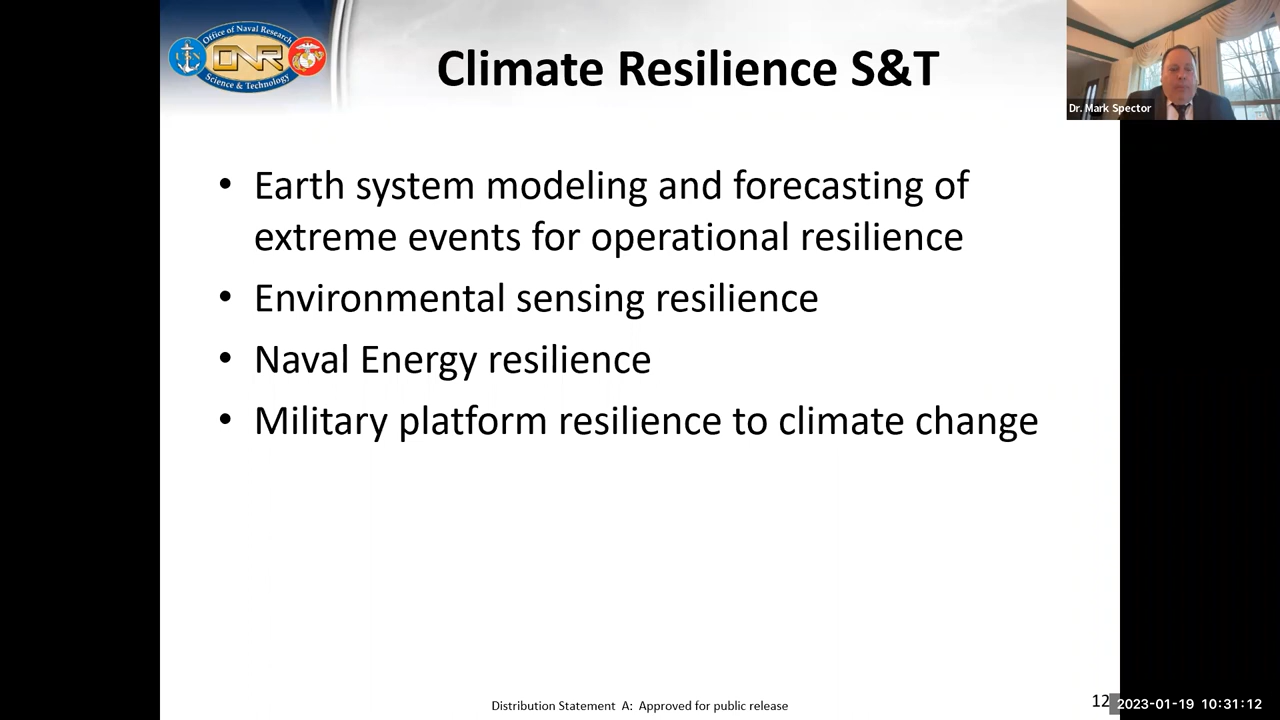 Office of Naval Research
ONR
Science & Technology
Climate Resilience S&T
Dr. Mark Spector
• Earth system modeling and forecasting of
extreme events for operational resilience
• Environmental sensing resilience
• Naval Energy resilience
• Military platform resilience to climate change
Distribution Statement A: Approved for public release
12
2023-01-19 10:31:12